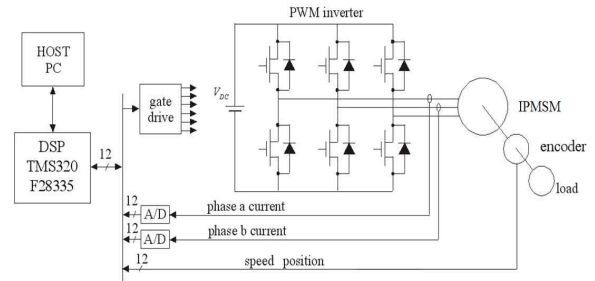 PWM inverter
HOST
PC
V_DC
gate
drive
IPMSM
DSP
TMS320
F28335
12
encoder
load
12
A/D
phase a current
12
A/D
phase b current
12
speed position